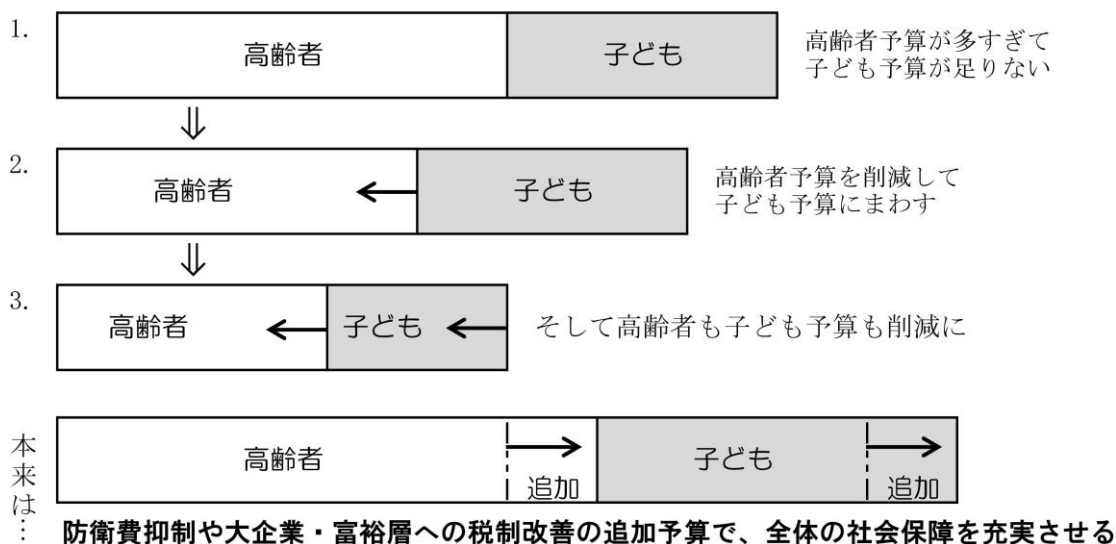 1.
高齢者
子ども
高齢者予算が多すぎて
子ども予算が足りない
2.
高齢者
子ども
高齢者予算を削減して
子ども予算にまわす
3.
高齢者
子ども
そして高齢者も子ども予算も削減に
本来は…
高齢者
追加
子ども
追加
防衛費抑制や大企業・富裕層への税制改善の追加予算で、全体の社会保障を充実させる